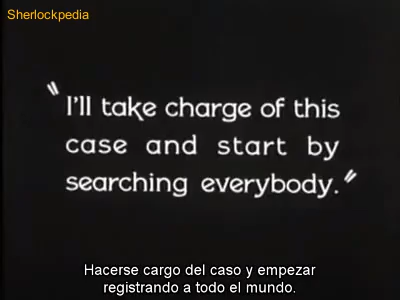 Sherlockpedia
"I'll take charge of this
case and start by
searching everybody."
Hacerse cargo del caso y empezar
registrando a todo el mundo.